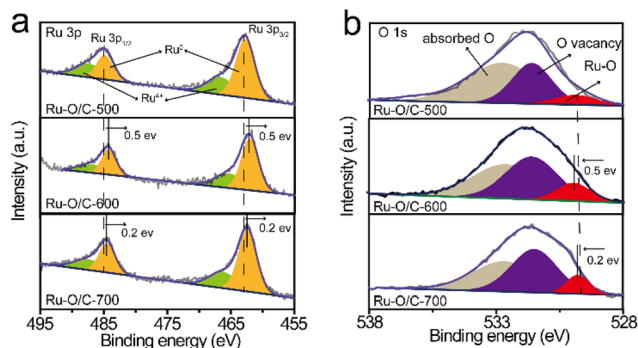 a
Ru 3p
Ru 3p1/2
Ru 3p3/2
Ru0
Ru4+
Ru-O/C-500
0.5 ev
0.5 ev
Ru-O/C-600
0.2 ev
0.2 ev
Ru-O/C-700
Intensity (a.u.)
495 485 475 465 455
Binding energy (eV)
b
O 1s
absorbed O
O vacancy
Ru-O
Ru-O/C-500
0.5 ev
Ru-O/C-600
0.2 ev
Ru-O/C-700
Intensity (a.u.)
538 533 528
Binding energy (eV)